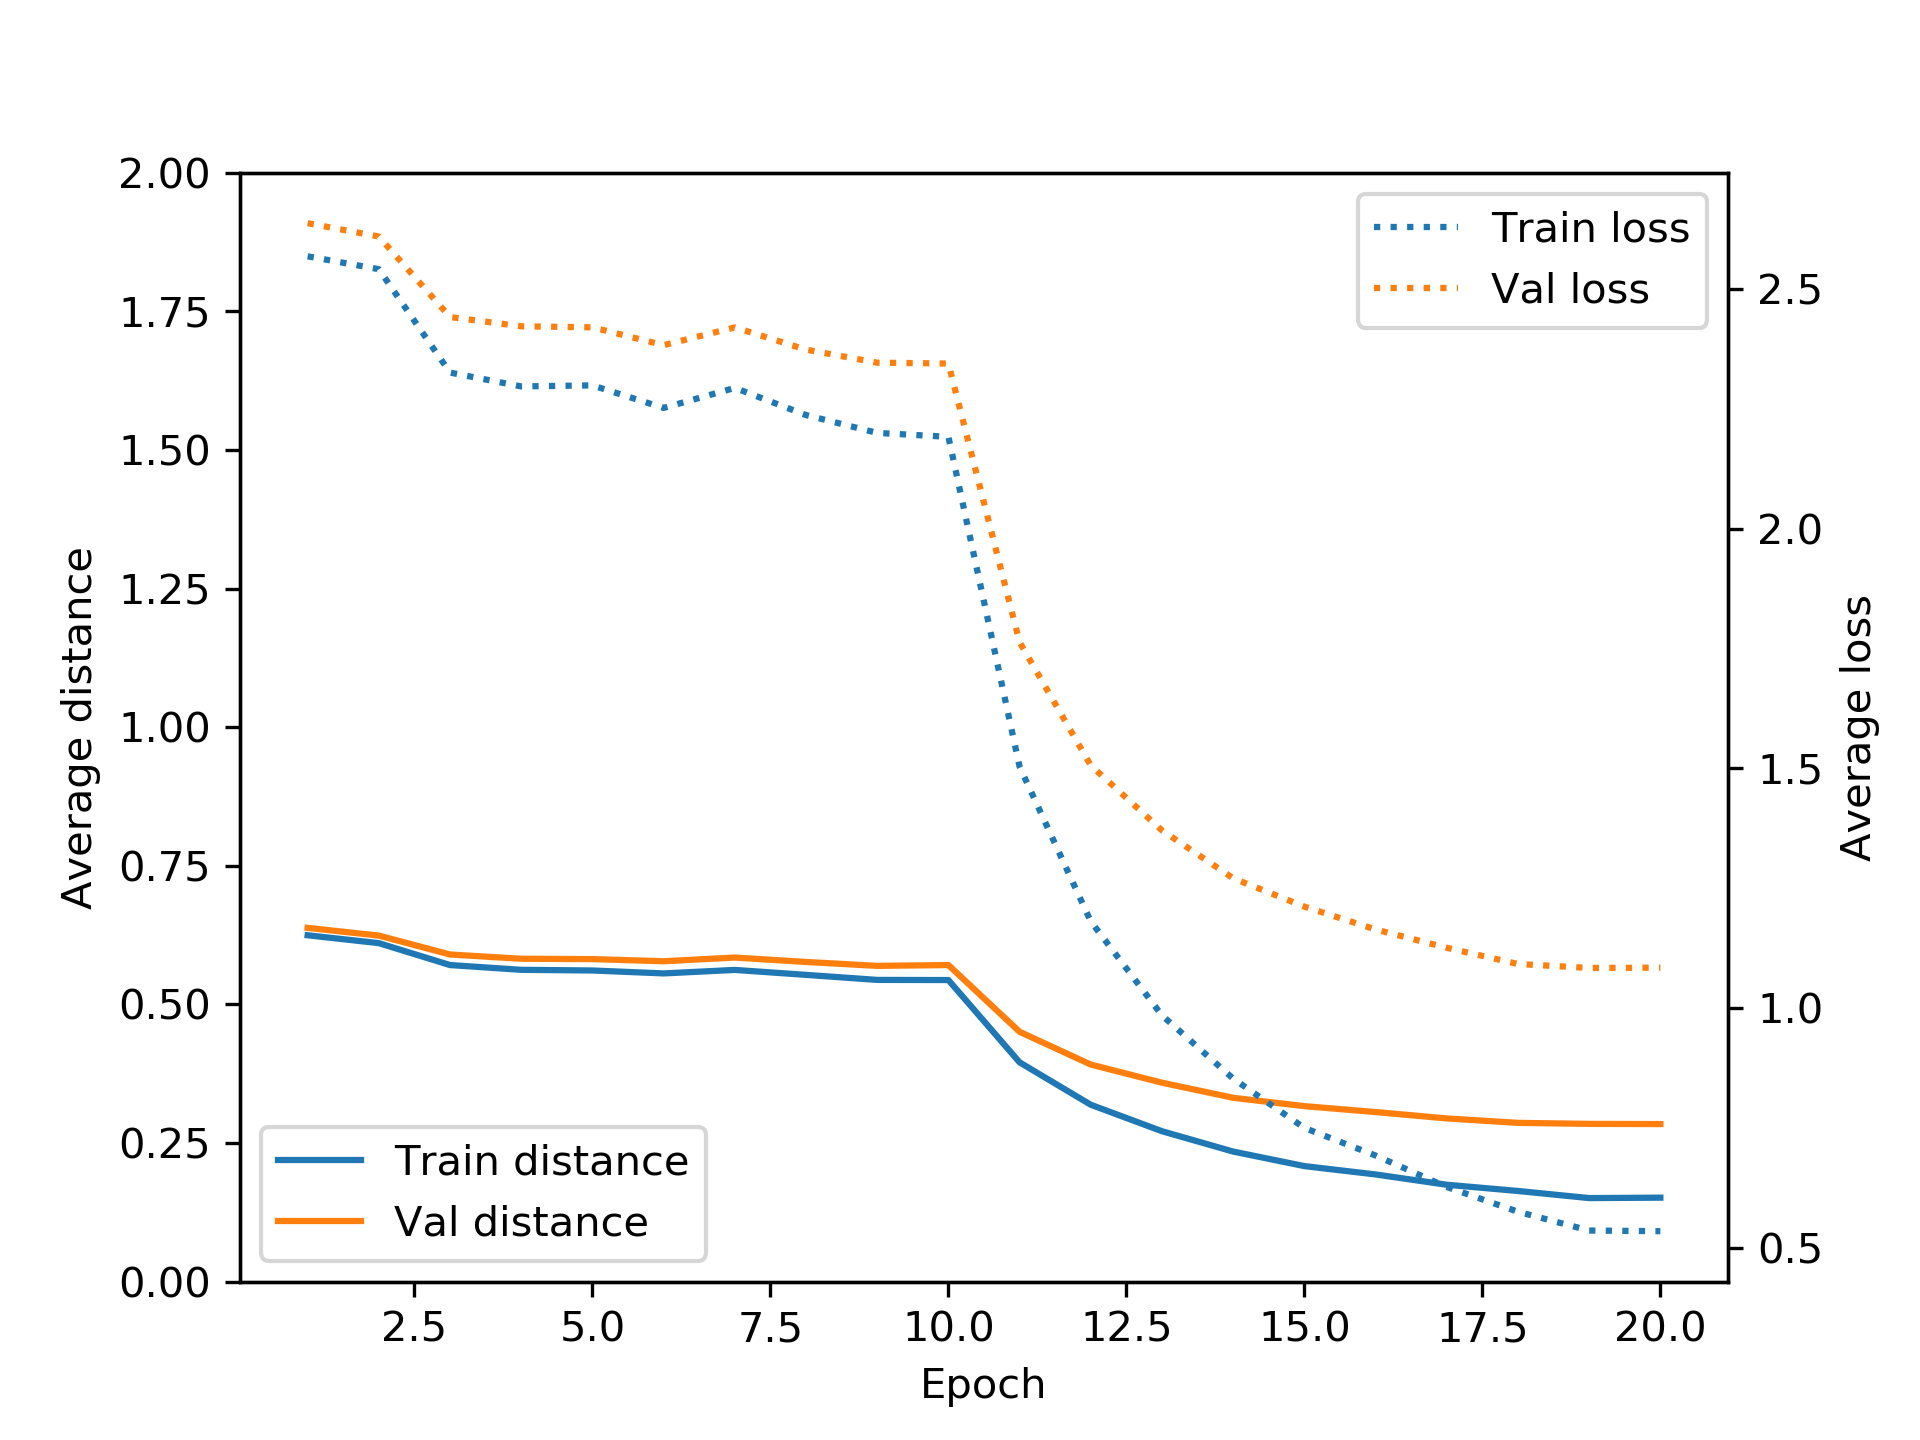 2.00
1.75
1.50
1.25
1.00
0.75
0.50
0.25
0.00
Average distance
Train loss
Val loss
Train distance
Val distance
2.5
2.0
1.5
1.0
0.5
Average loss
2.5 5.0 7.5 10.0 12.5 15.0 17.5 20.0
Epoch